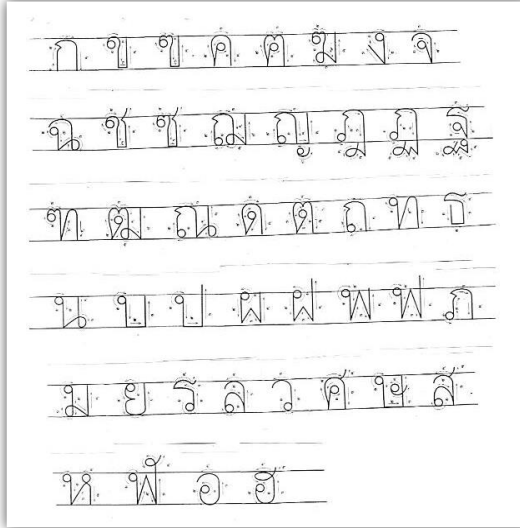 ก ข ฃ ค ฅ ฆ ง จ
ฉ ช ซ ฌ ญ ฎ ฏ ฐ
ฑ ฒ ณ ด ต ถ ท ธ
น บ ป ผ ฝ พ ฟ ภ
ม ย ร ล ว ศ ษ ส
ห ฬ อ ฮ